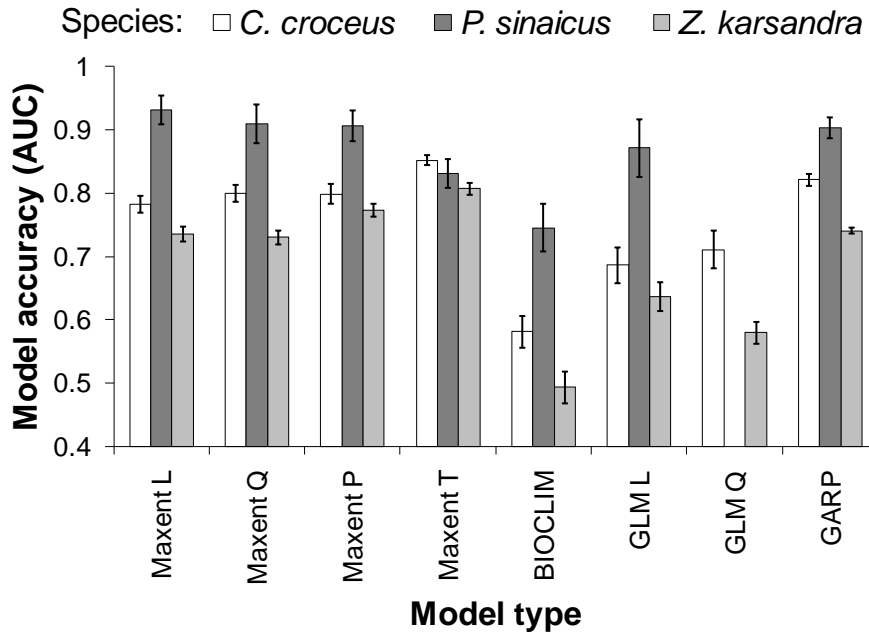 Species: C. croceus P. sinaicus Z. karsandra
Model accuracy (AUC)
1
0.9
0.8
0.7
0.6
0.5
0.4
Maxent L
Maxent Q
Maxent P
Maxent T
BIOCLIM
GLM L
GLM Q
GARP
Model type